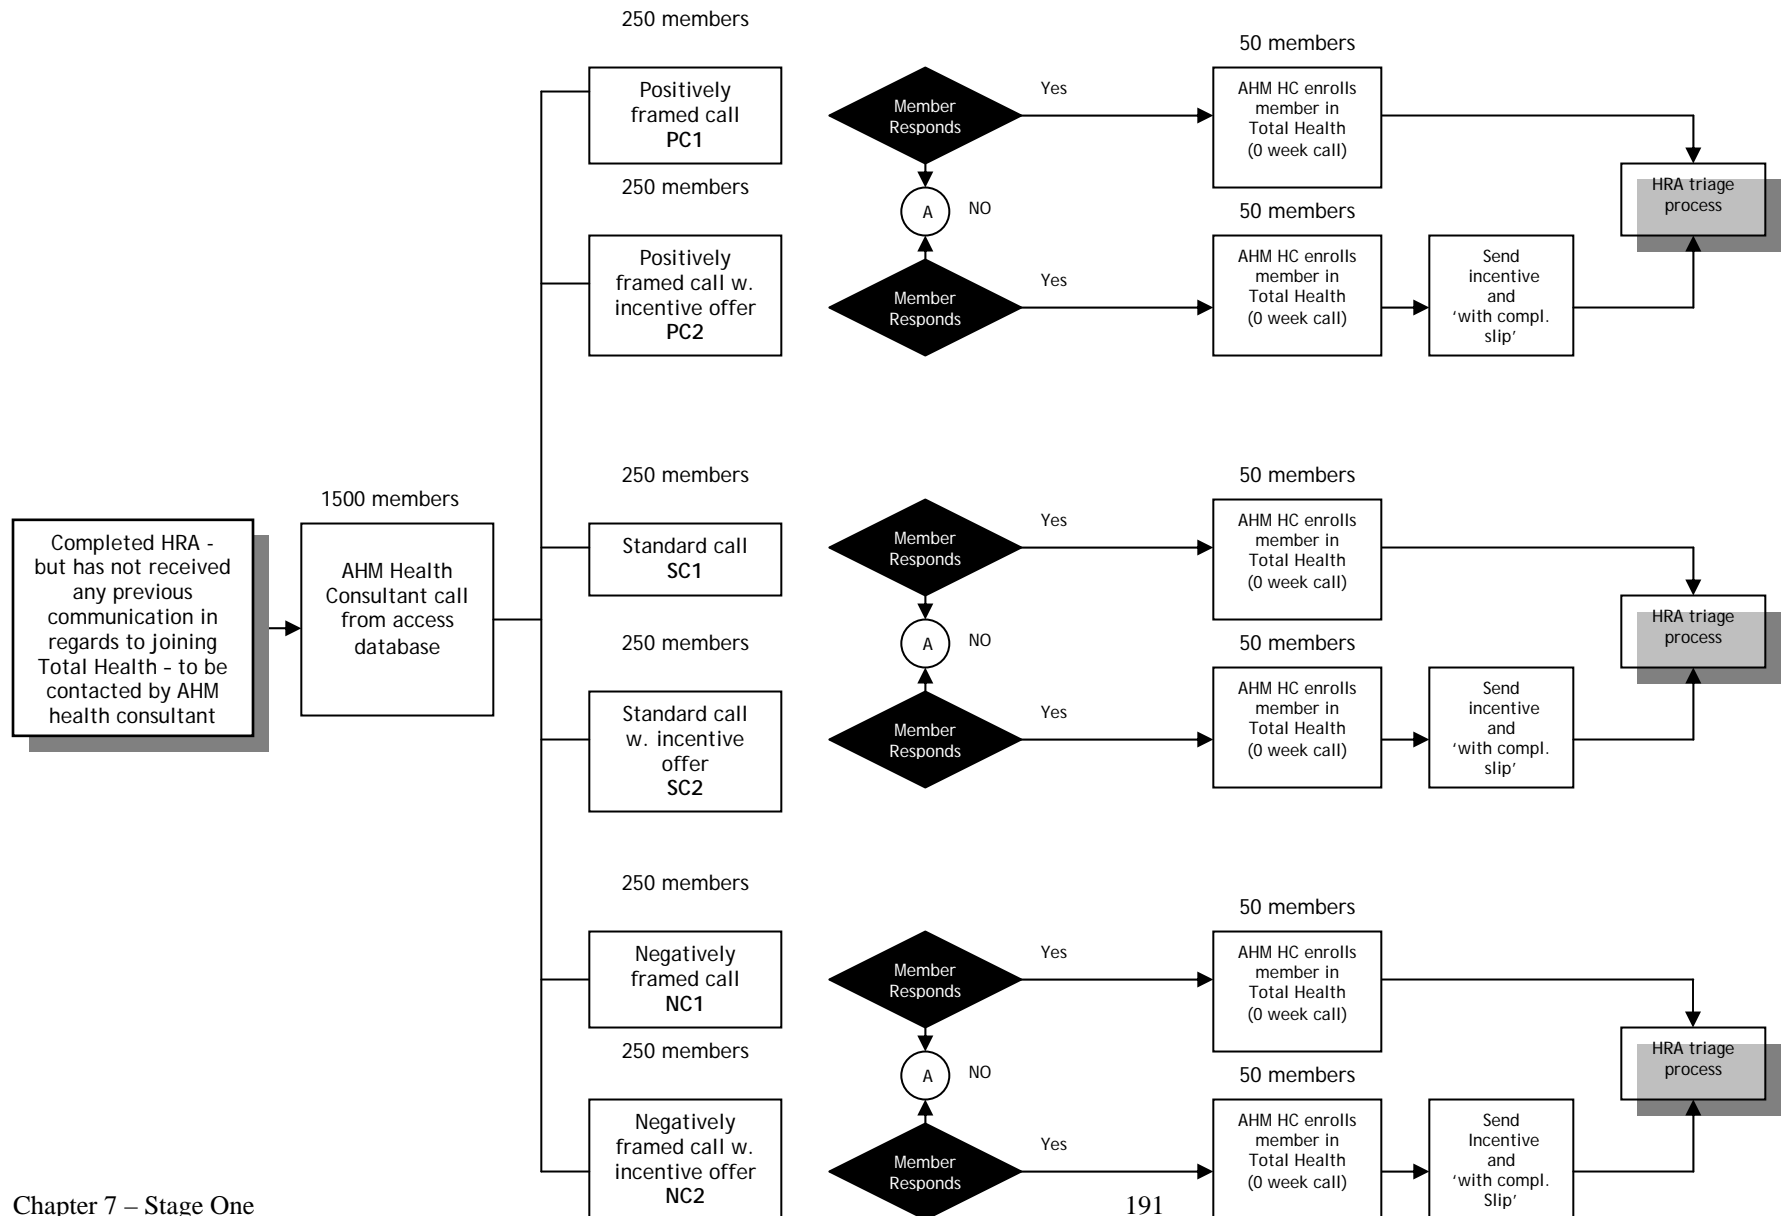 250 members
50 members
Positively
framed call
PC1
Member
Responds
Yes
AHM HC enrolls
member in
Total Health
(0 week call)
HRA triage
process
250 members
A
NO
50 members
Positively
framed call w.
incentive offer
PC2
Member
Responds
Yes
AHM HC enrolls
member in
Total Health
(0 week call)
Send
incentive
and
‘with compl.
slip’
Completed HRA -
but has not received
any previous
communication in
regards to joining
Total Health - to be
contacted by AHM
health consultant
1500 members
AHM Health
Consultant call
from access
database
250 members
50 members
Standard call
SC1
Member
Responds
Yes
AHM HC enrolls
member in
Total Health
(0 week call)
HRA triage
process
250 members
A
NO
50 members
Standard call
w. incentive
offer
SC2
Member
Responds
Yes
AHM HC enrolls
member in
Total Health
(0 week call)
Send
incentive
and
‘with compl.
slip’
250 members
50 members
Negatively
framed call
NC1
Member
Responds
Yes
AHM HC enrolls
member in
Total Health
(0 week call)
HRA triage
process
250 members
A
NO
50 members
Negatively
framed call w.
incentive offer
NC2
Member
Responds
Yes
AHM HC enrolls
member in
Total Health
(0 week call)
Send
Incentive
and
‘with compl.
Slip’
Chapter 7 – Stage One
191